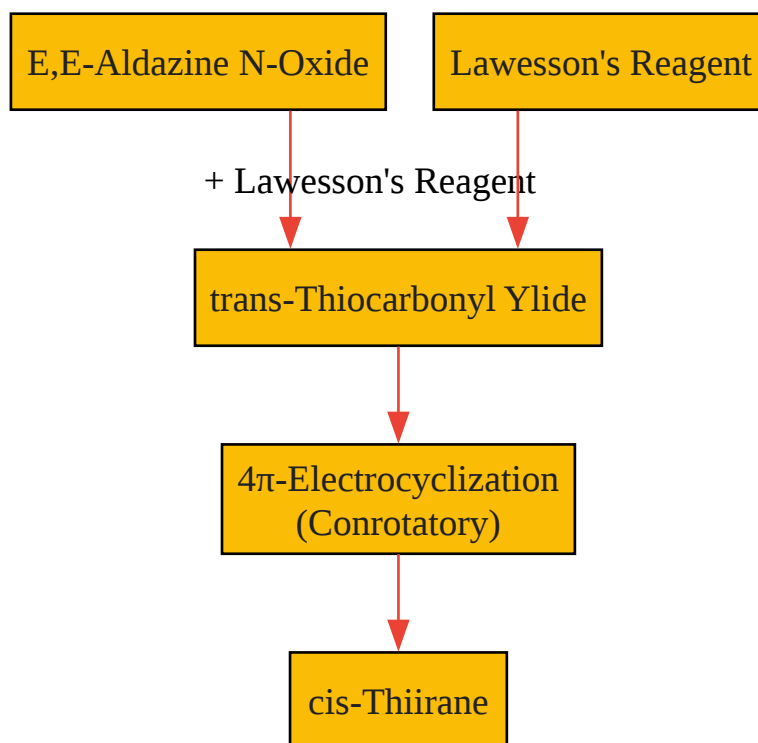 E,E-Aldazine N-Oxide
Lawesson's Reagent
+ Lawesson's Reagent
trans-Thiocarbonyl Ylide
4π-Electrocyclization
(Conrotatory)
cis-Thiirane